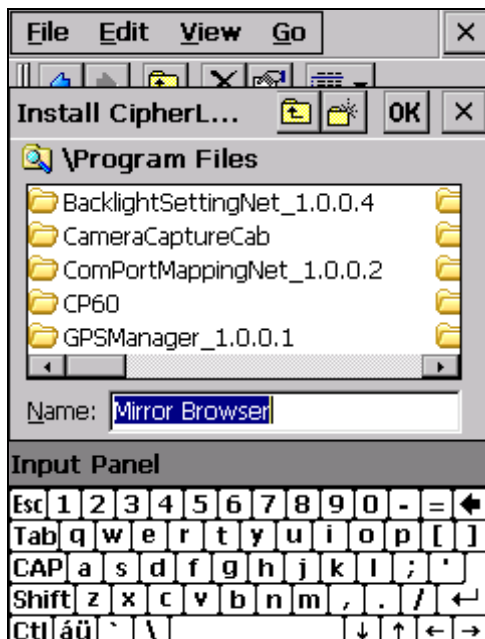 File Edit View Go
Install CipherL... OK
\Program Files
BacklightSettingNet_1.0.0.4
CameraCaptureCab
ComPortMappingNet_1.0.0.2
CP60
GPSManager_1.0.0.1
Name: Mirror Browser
Input Panel
Esc 1 2 3 4 5 6 7 8 9 0 - =
Tab q w e r t y u i o p [ ]
CAP a s d f g h j k l ; '
Shift z x c v b n m , . /
Ctl áü ` \